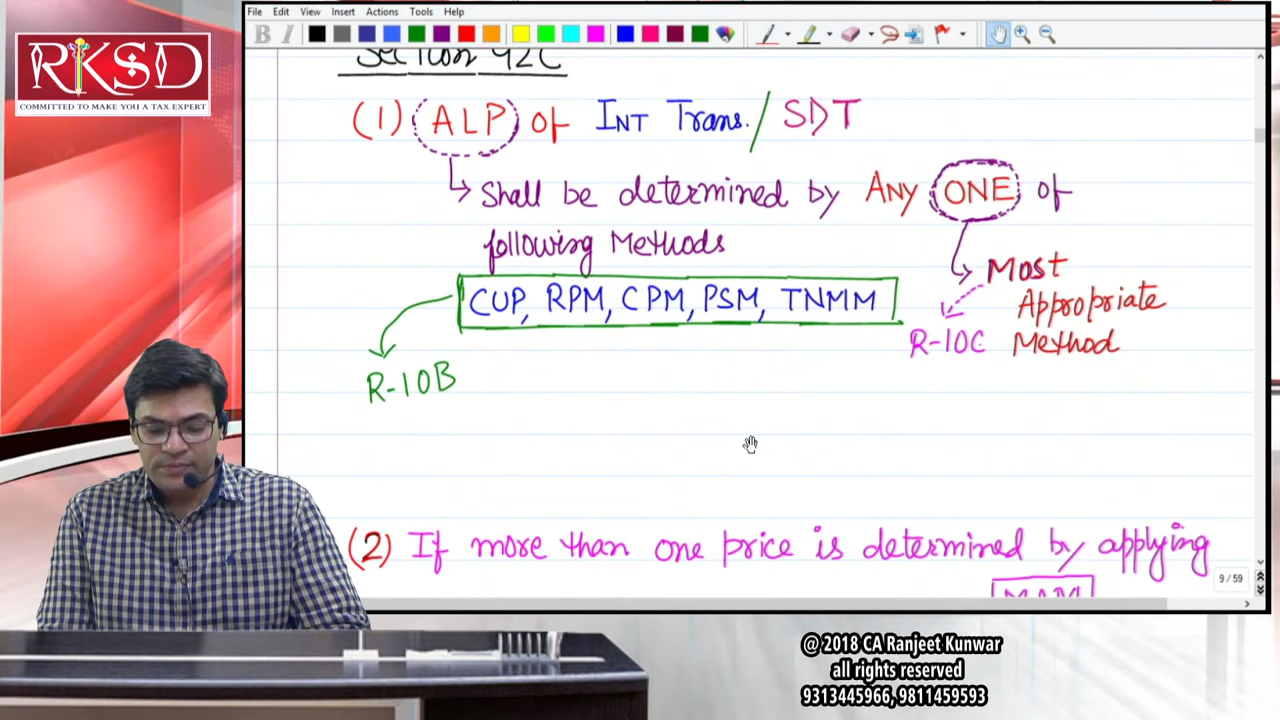 File Edit View Insert Actions Tools Help
RKSD
COMMITTED TO MAKE YOU A TAX EXPERT
Section 92C
(1) ALP of INT Trans. / SDT
Shall be determined by Any ONE of
following Methods
Most
Appropriate
Method
CUP, RPM, CPM, PSM, TNMM
R-10C
R-10B
(2) If more than one price is determined by applying
MAM
9 / 59
@ 2018 CA Ranjeet Kunwar
all rights reserved
9313445966, 9811459593